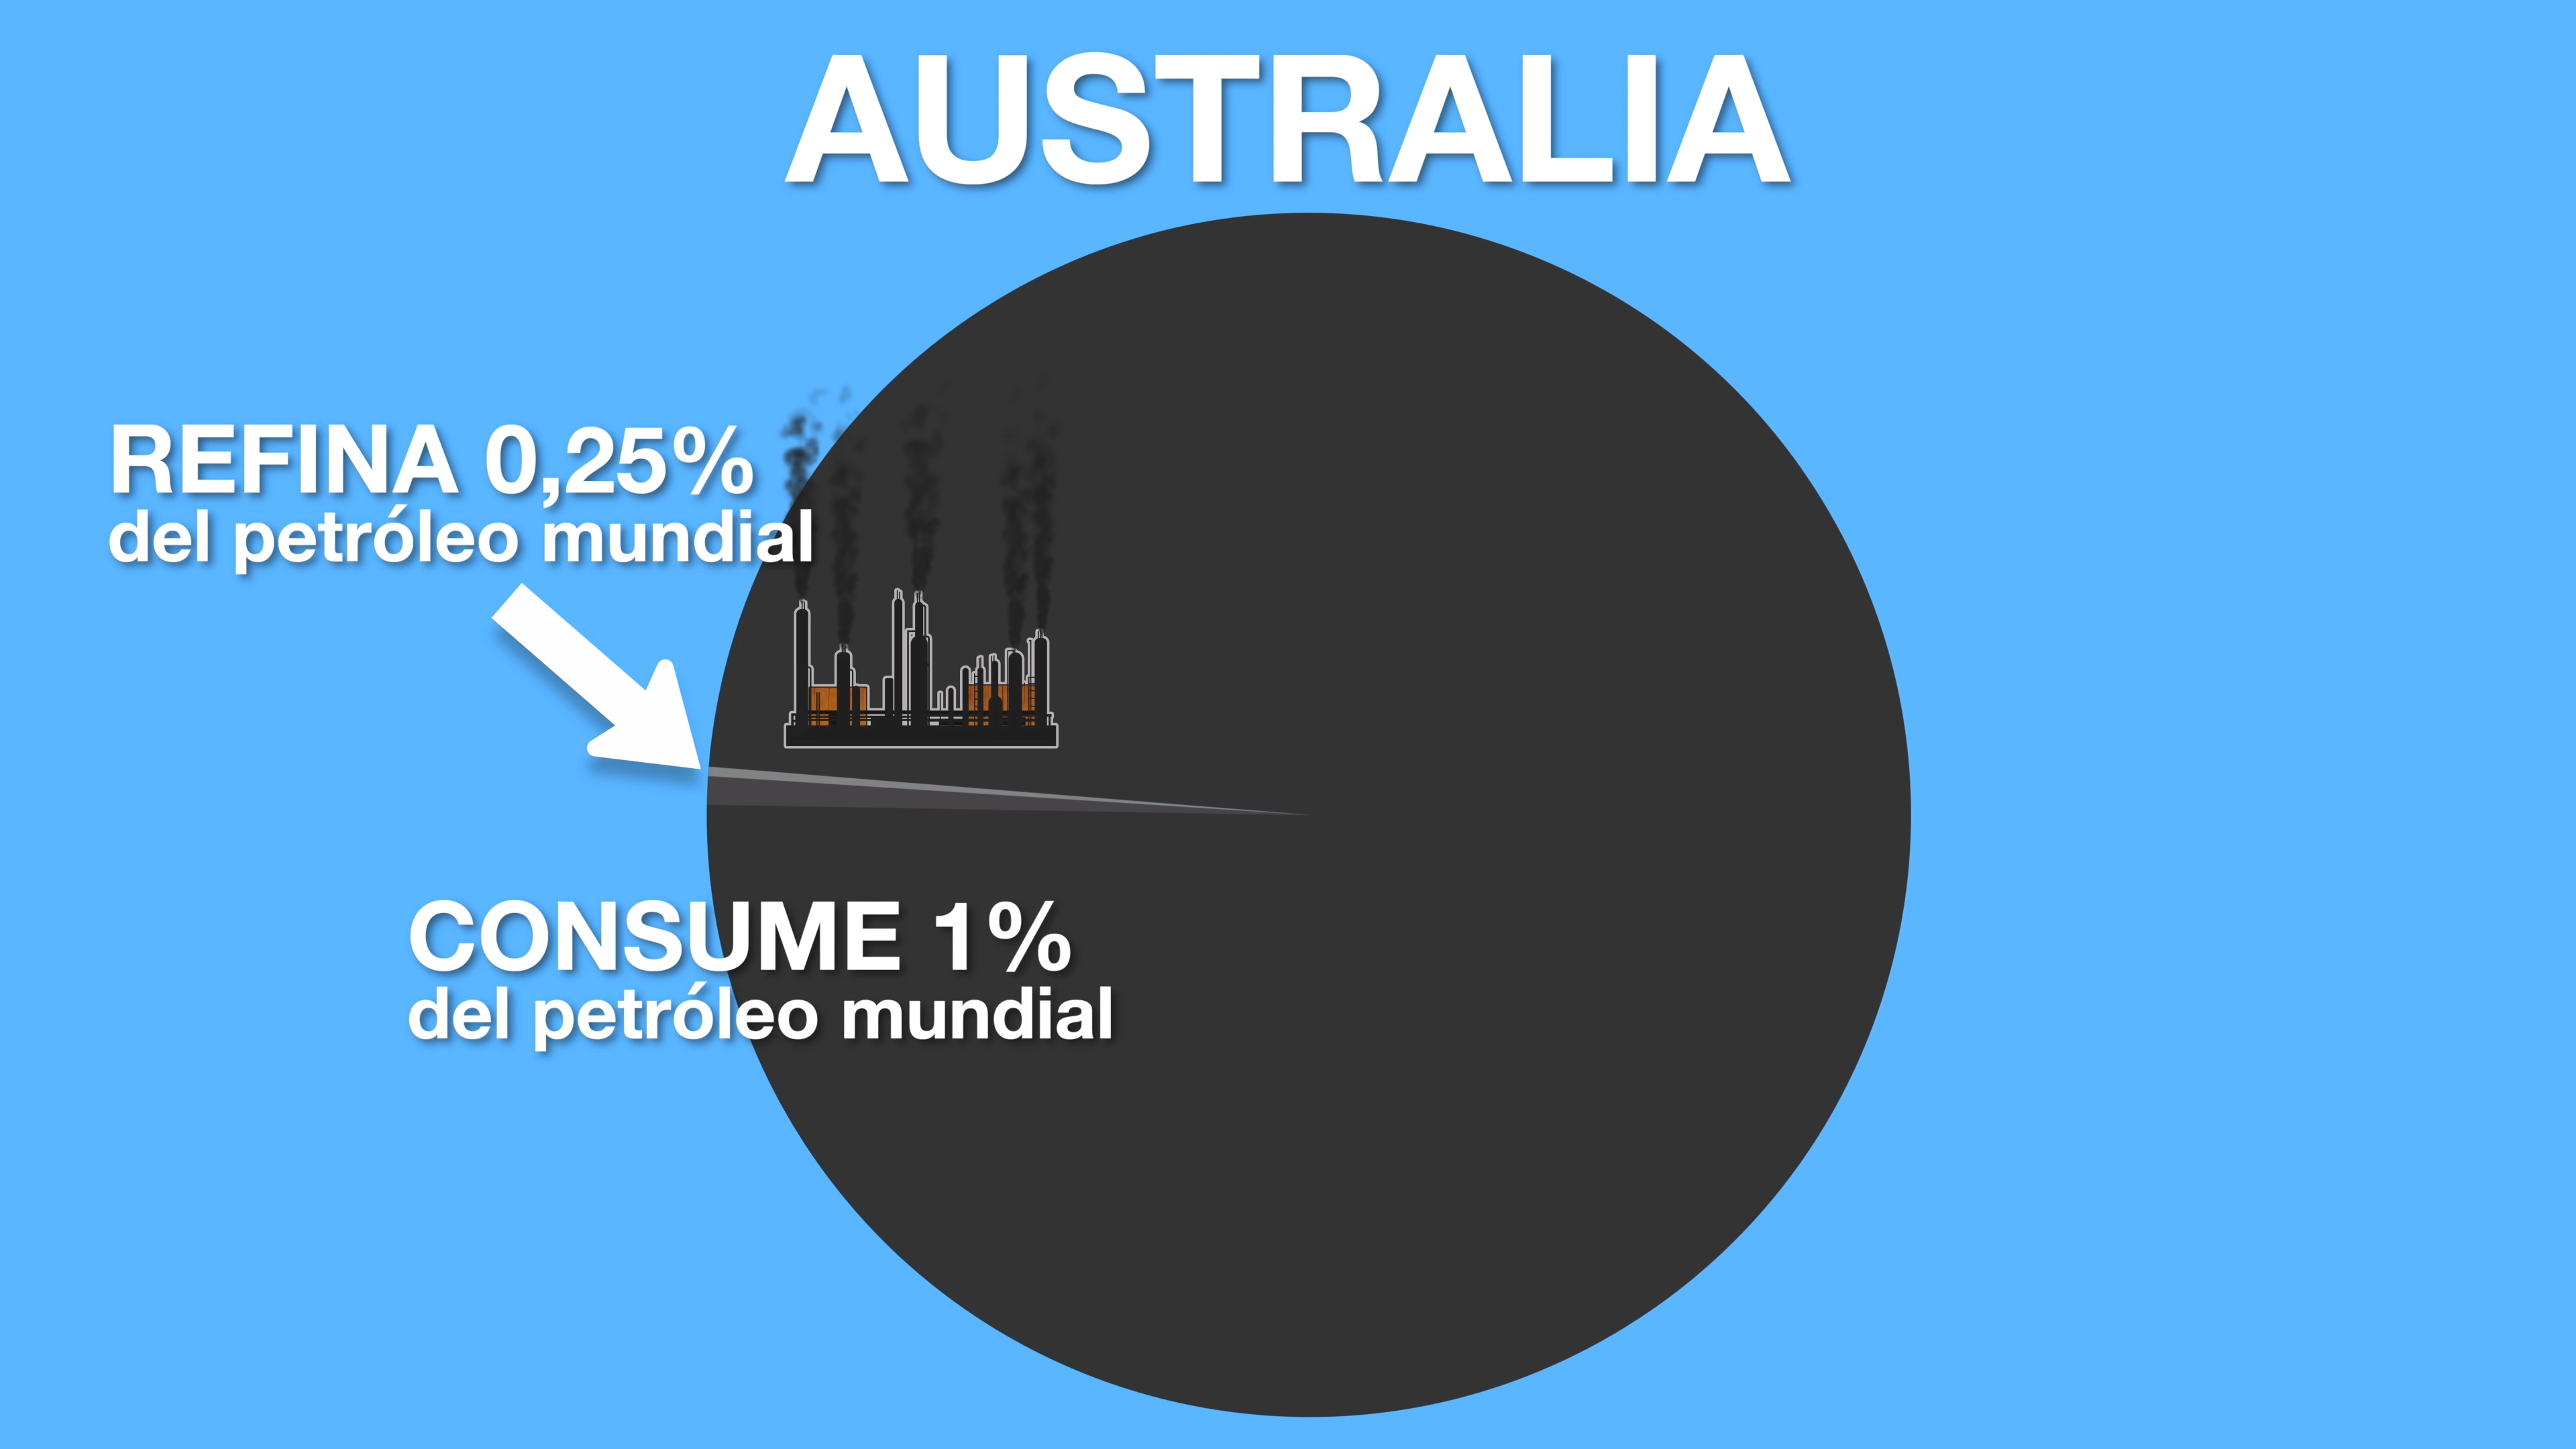 AUSTRALIA
REFINA 0,25%
del petróleo mundial
CONSUME 1%
del petróleo mundial